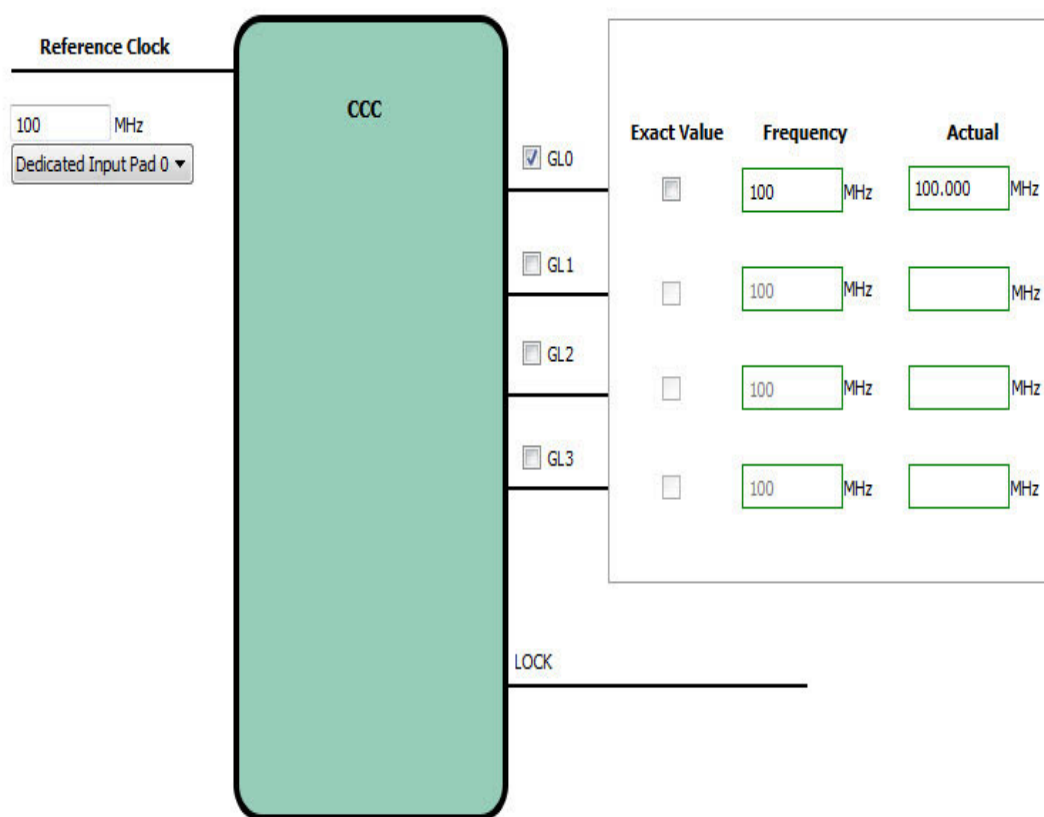 Reference Clock
100 MHz
Dedicated Input Pad 0
CCC
Exact Value Frequency Actual
GL0 100 MHz 100.000 MHz
GL1 100 MHz MHz
GL2 100 MHz MHz
GL3 100 MHz MHz
LOCK